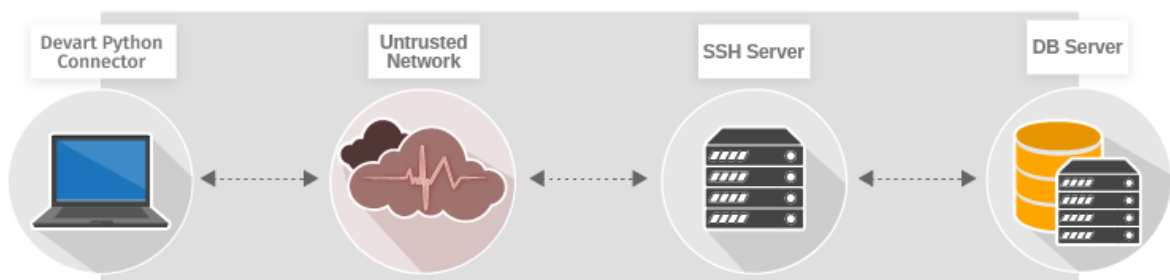 Devart Python
Connector
Untrusted
Network
SSH Server
DB Server